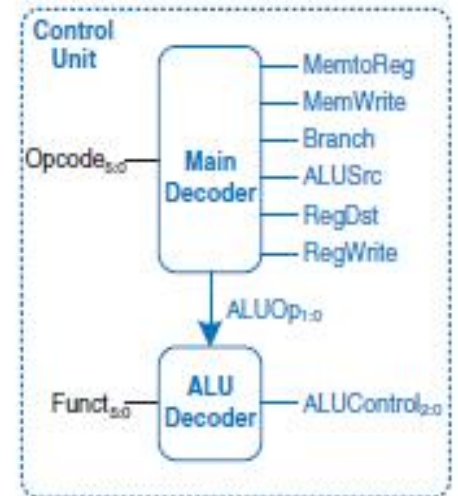 Control
Unit
MemtoReg
MemWrite
Branch
Opcode5:0
Main
Decoder
ALUSrc
RegDst
RegWrite
ALUOp1:0
Funct5:0
ALU
Decoder
ALUControl2:0